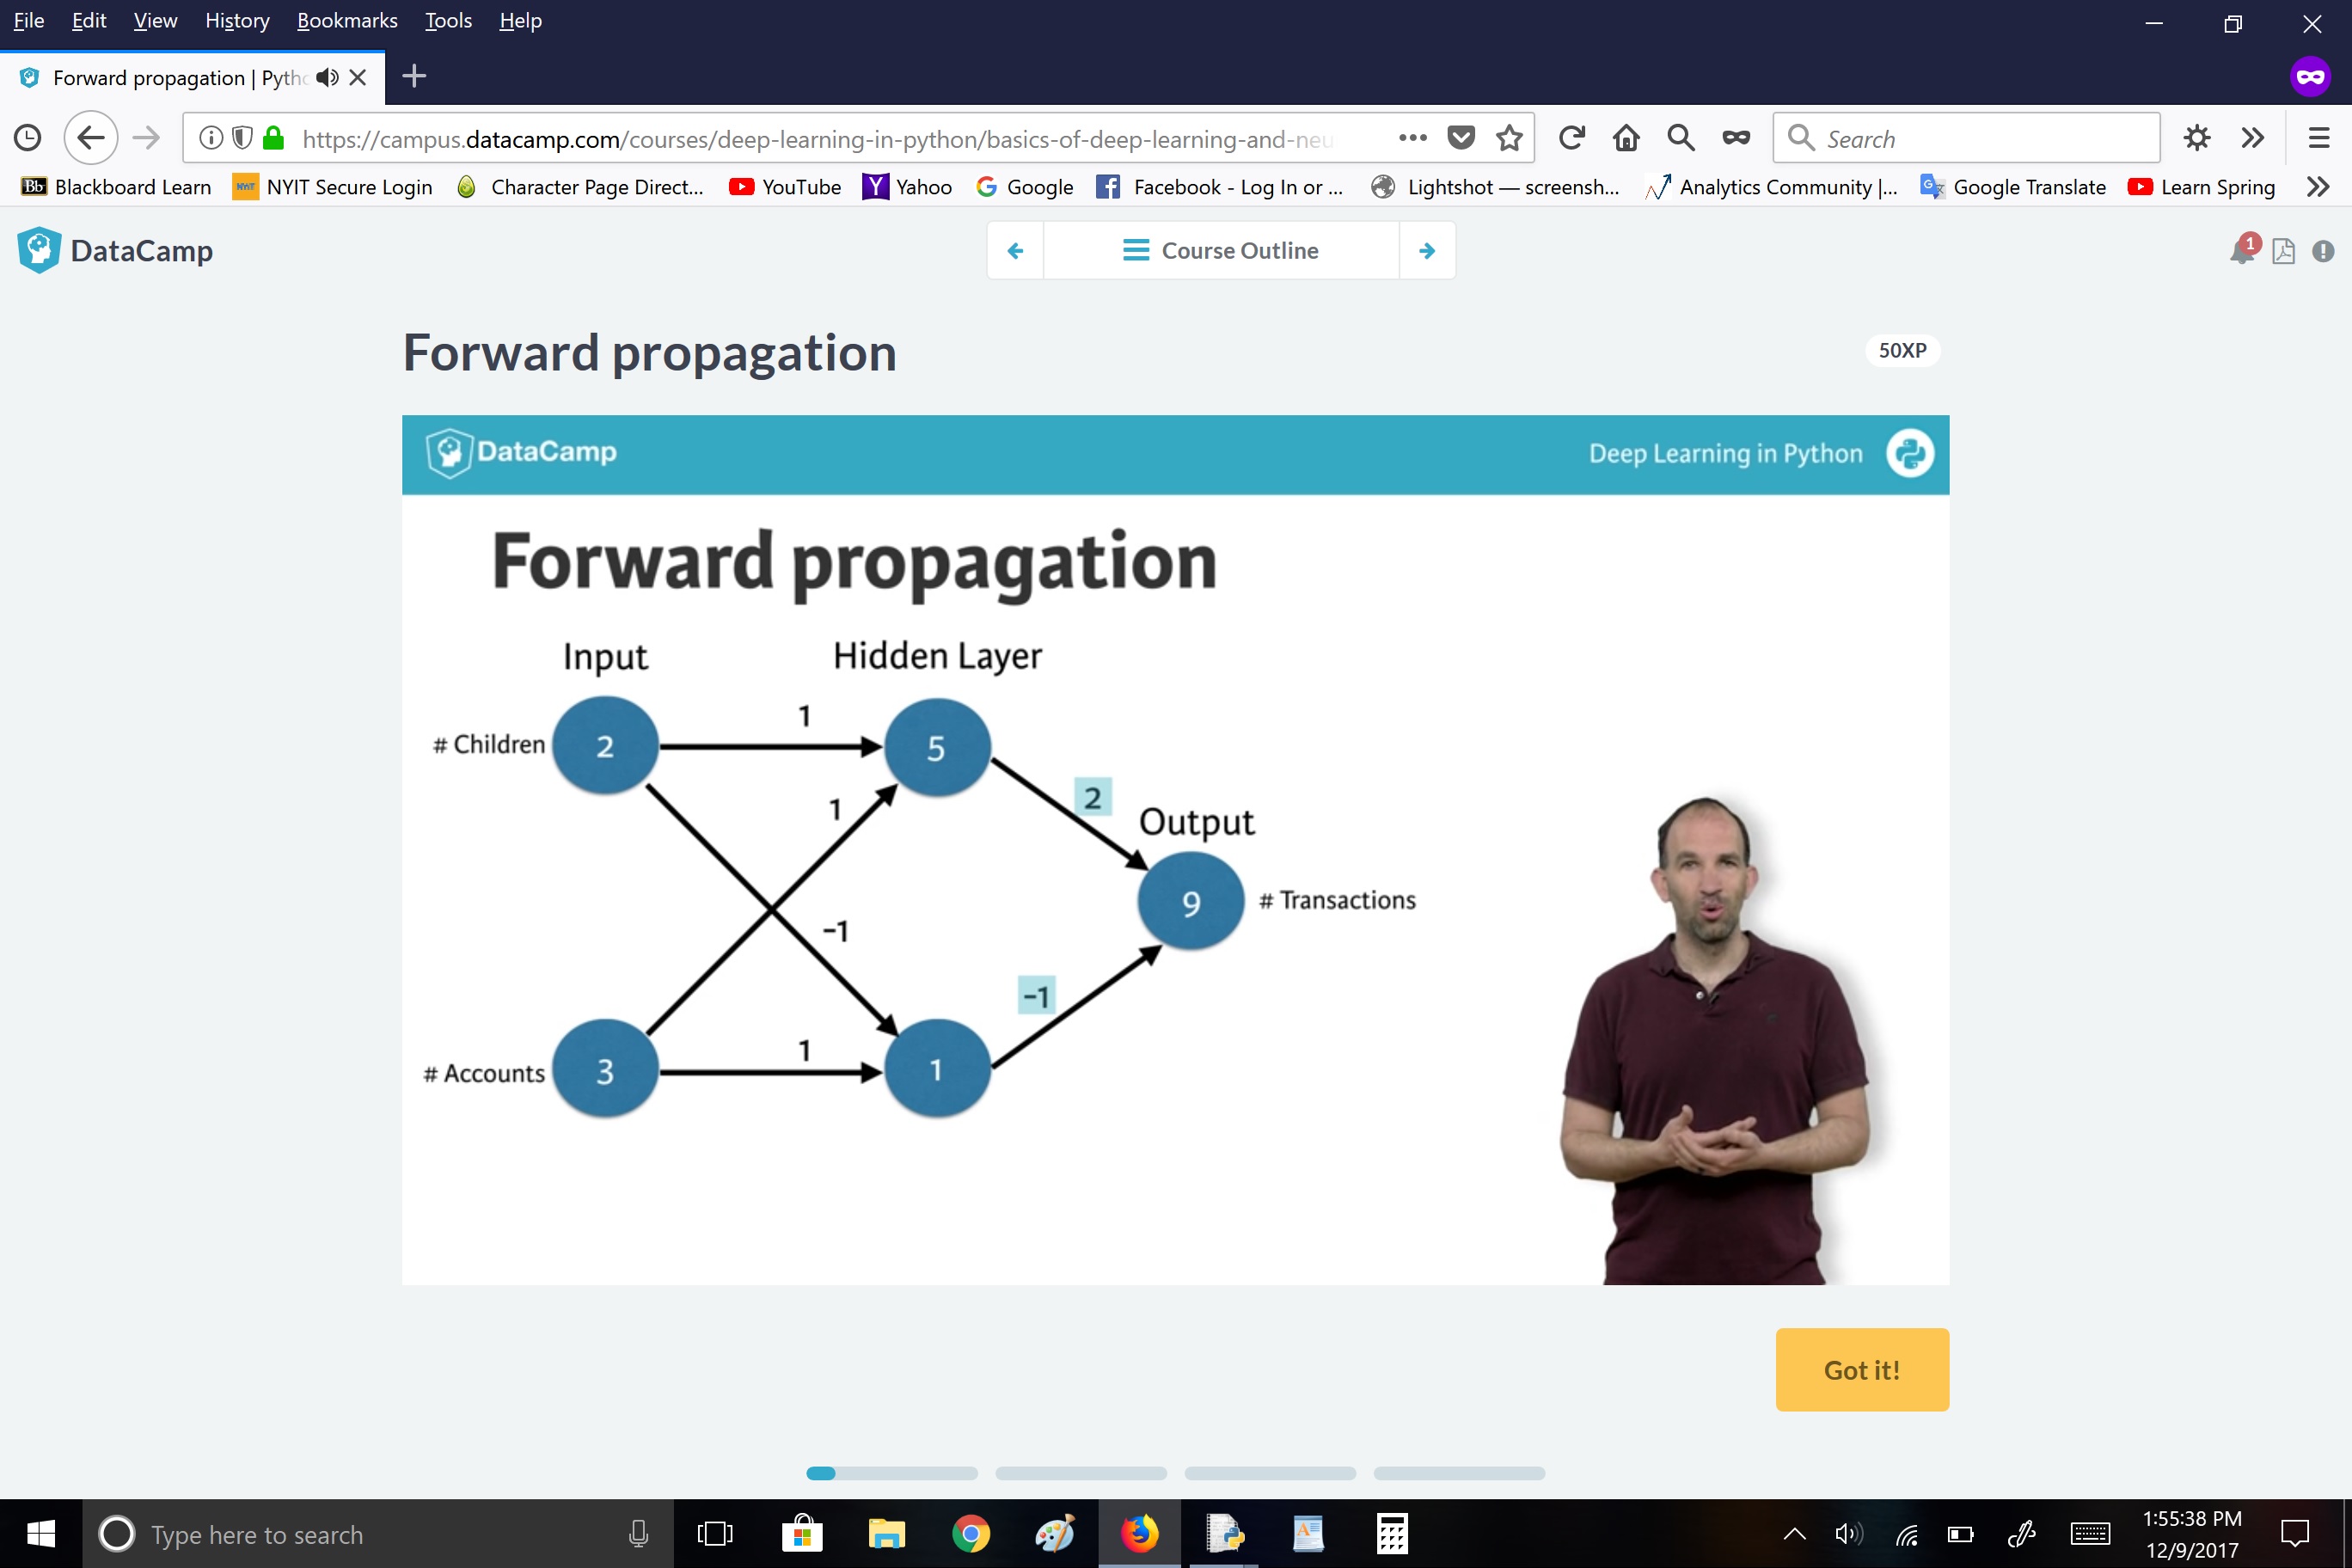 File Edit View History Bookmarks Tools Help
Forward propagation | Pytho
https://campus.datacamp.com/courses/deep-learning-in-python/basics-of-deep-learning-and-neu
Search
Bb Blackboard Learn NYIT NYIT Secure Login Character Page Direct... YouTube Y Yahoo G Google f Facebook - Log In or ... Lightshot — screensh... Analytics Community |... Google Translate Learn Spring
DataCamp
Course Outline
1
Forward propagation
50XP
DataCamp
Deep Learning in Python
Forward propagation
Input
Hidden Layer
1
# Children
2
5
1
2
Output
9
# Transactions
-1
-1
1
# Accounts
3
1
Got it!
Type here to search
1:55:38 PM
12/9/2017